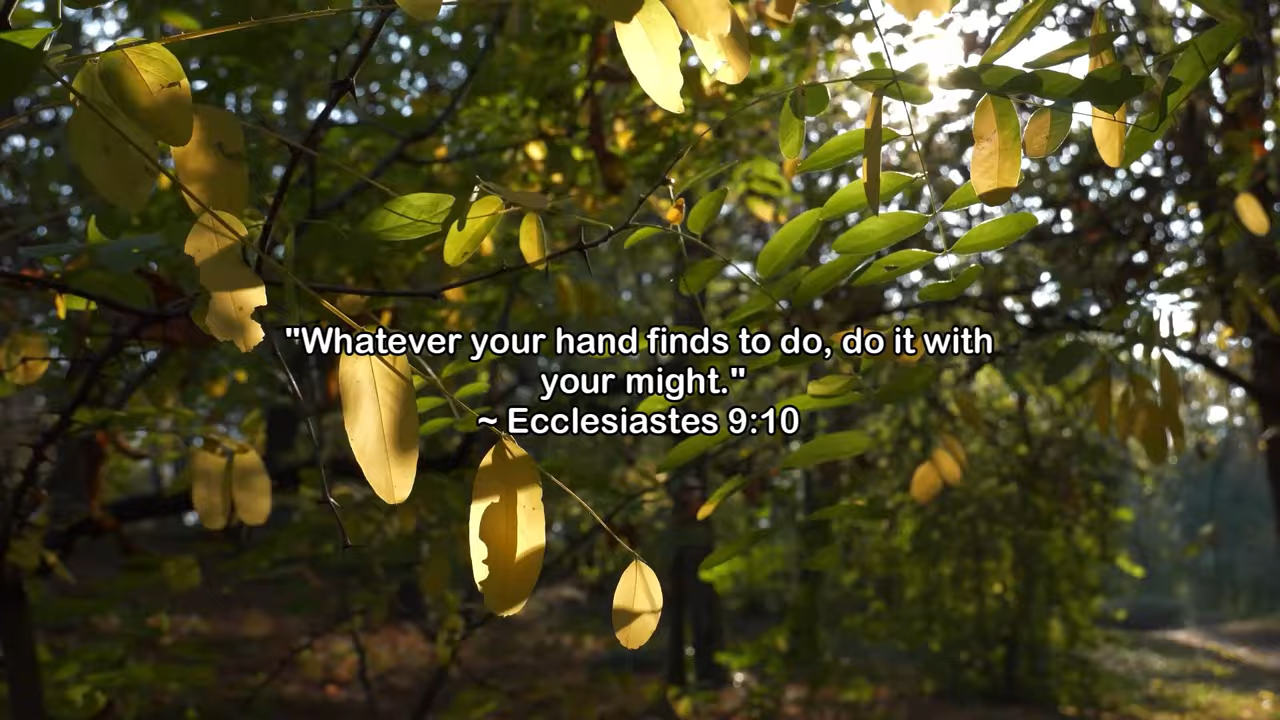 "Whatever your hand finds to do, do it with
your might."
~ Ecclesiastes 9:10